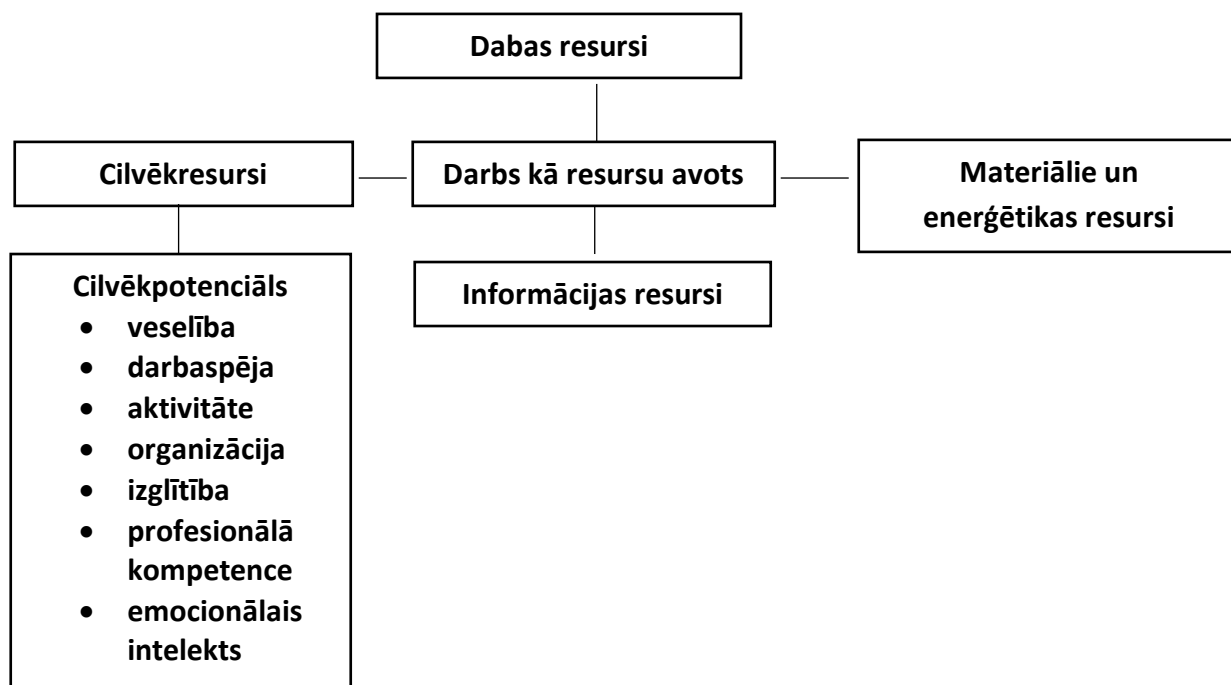 Dabas resursi
Cilvēkresursi
Darbs kā resursu avots
Materiālie un
enerģētikas resursi
Cilvēkpotenciāls
• veselība
• darbaspēja
• aktivitāte
• organizācija
• izglītība
• profesionālā
kompetence
• emocionālais
intelekts
Informācijas resursi